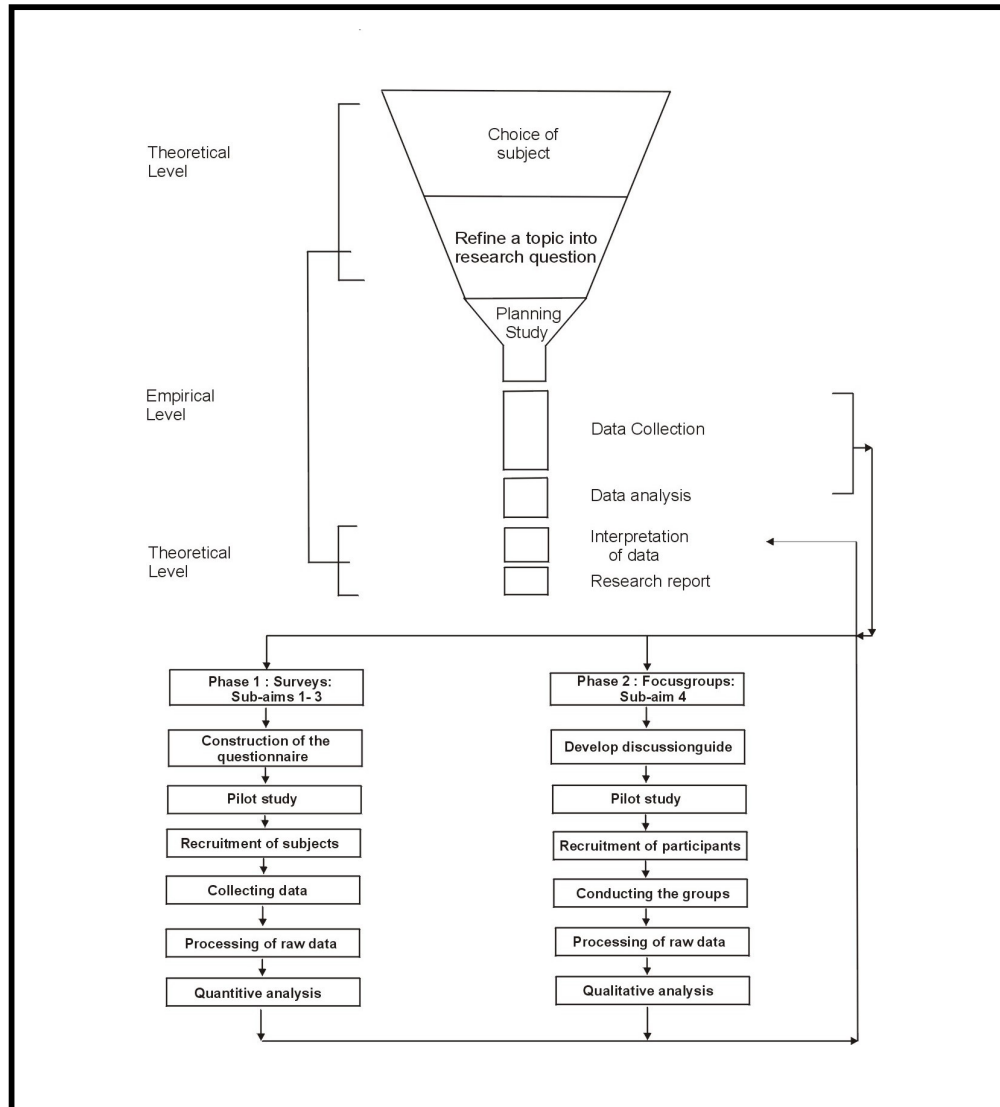 Theoretical
Level
Choice of
subject
Refine a topic into
research question
Planning
Study
Empirical
Level
Data Collection
Data analysis
Theoretical
Level
Interpretation
of data
Research report
Phase 1 : Surveys:
Sub-aims 1- 3
Construction of the
questionnaire
Pilot study
Recruitment of subjects
Collecting data
Processing of raw data
Quantitive analysis
Phase 2 : Focusgroups:
Sub-aim 4
Develop discussionguide
Pilot study
Recruitment of participants
Conducting the groups
Processing of raw data
Qualitative analysis